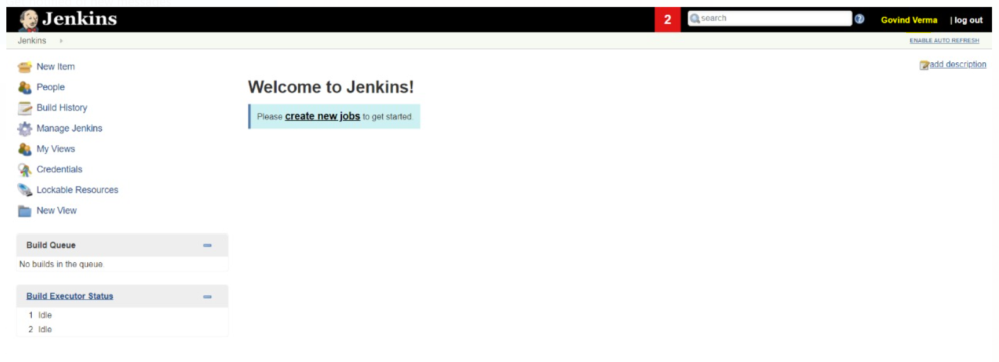 Jenkins
2 search Govind Verma | log out
Jenkins
ENABLE AUTO REFRESH
New Item
add description
People
Welcome to Jenkins!
Build History
Please create new jobs to get started.
Manage Jenkins
My Views
Credentials
Lockable Resources
New View
Build Queue
No builds in the queue.
Build Executor Status
1 Idle
2 Idle